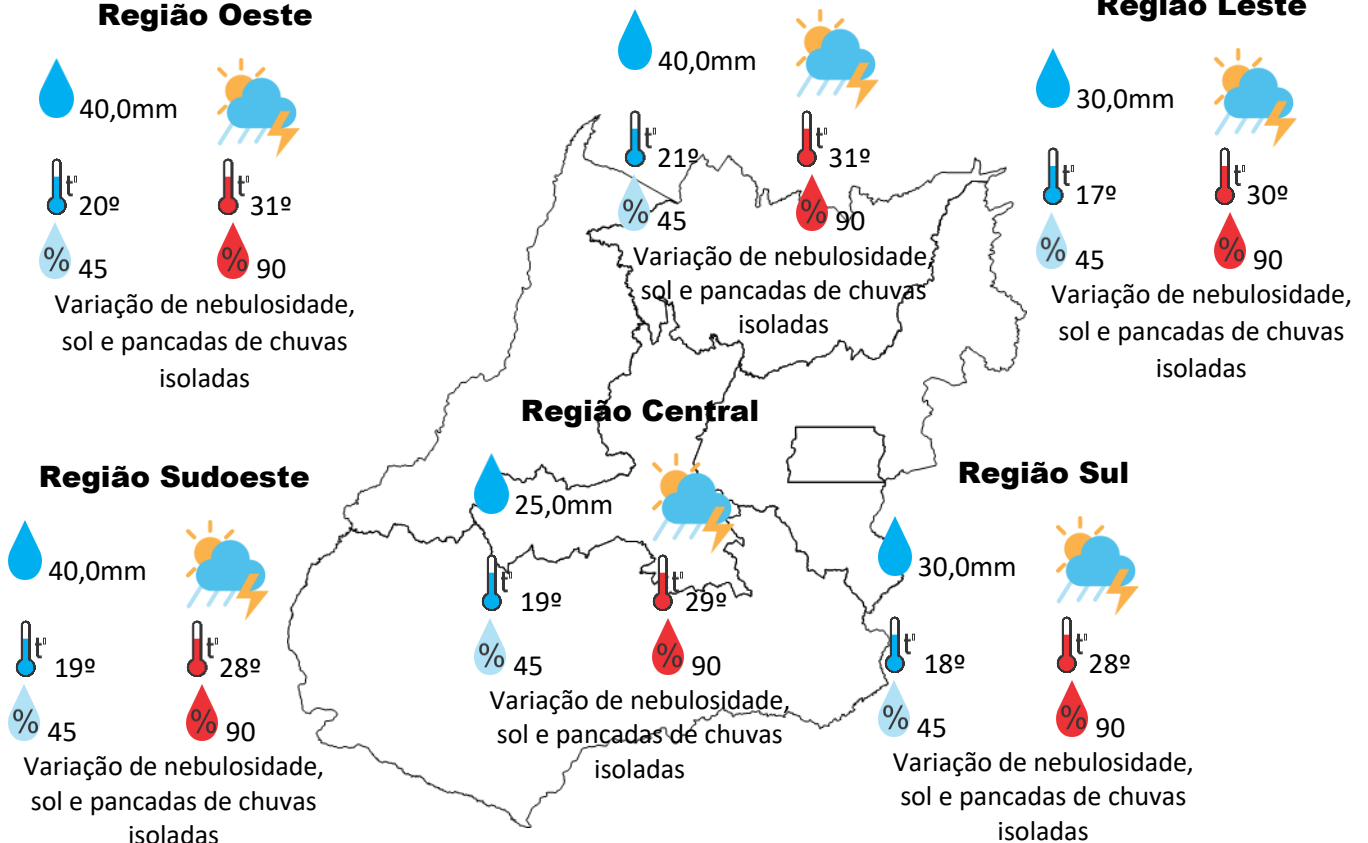 Região Oeste
40,0mm
t°
20º
31º
%
45
%
90
Variação de nebulosidade,
sol e pancadas de chuvas
isoladas
40,0mm
t°
21º
t°
31º
%
45
%
90
Variação de nebulosidade,
sol e pancadas de chuvas
isoladas
Região Leste
30,0mm
t°
17º
t°
30º
%
45
%
90
Variação de nebulosidade,
sol e pancadas de chuvas
isoladas
Região Central
25,0mm
t°
19º
t°
29º
%
45
%
90
Variação de nebulosidade,
sol e pancadas de chuvas
isoladas
Região Sudoeste
40,0mm
t°
19º
t°
28º
%
45
%
90
Variação de nebulosidade,
sol e pancadas de chuvas
isoladas
Região Sul
30,0mm
t°
18º
t°
28º
%
45
%
90
Variação de nebulosidade,
sol e pancadas de chuvas
isoladas